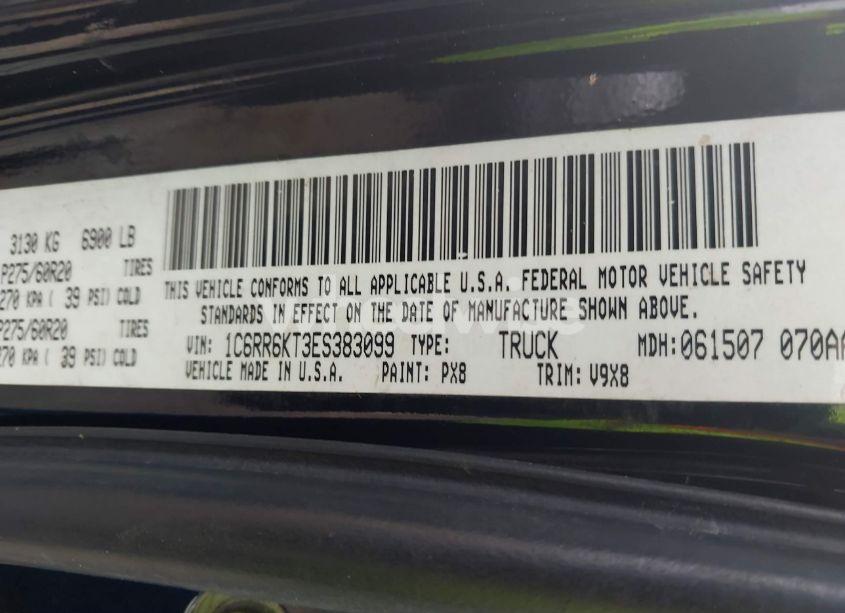 3130 KG 6900 LB
P275/60R20 TIRES
270 KPA ( 39 PSI) COLD
P275/60R20 TIRES
270 KPA ( 39 PSI) COLD
THIS VEHICLE CONFORMS TO ALL APPLICABLE U.S.A. FEDERAL MOTOR VEHICLE SAFETY
STANDARDS IN EFFECT ON THE DATE OF MANUFACTURE SHOWN ABOVE.
VIN: 1C6RR6KT3ES383099 TYPE: TRUCK MDH:061507 070AA
VEHICLE MADE IN U.S.A. PAINT: PX8 TRIM: V9X8